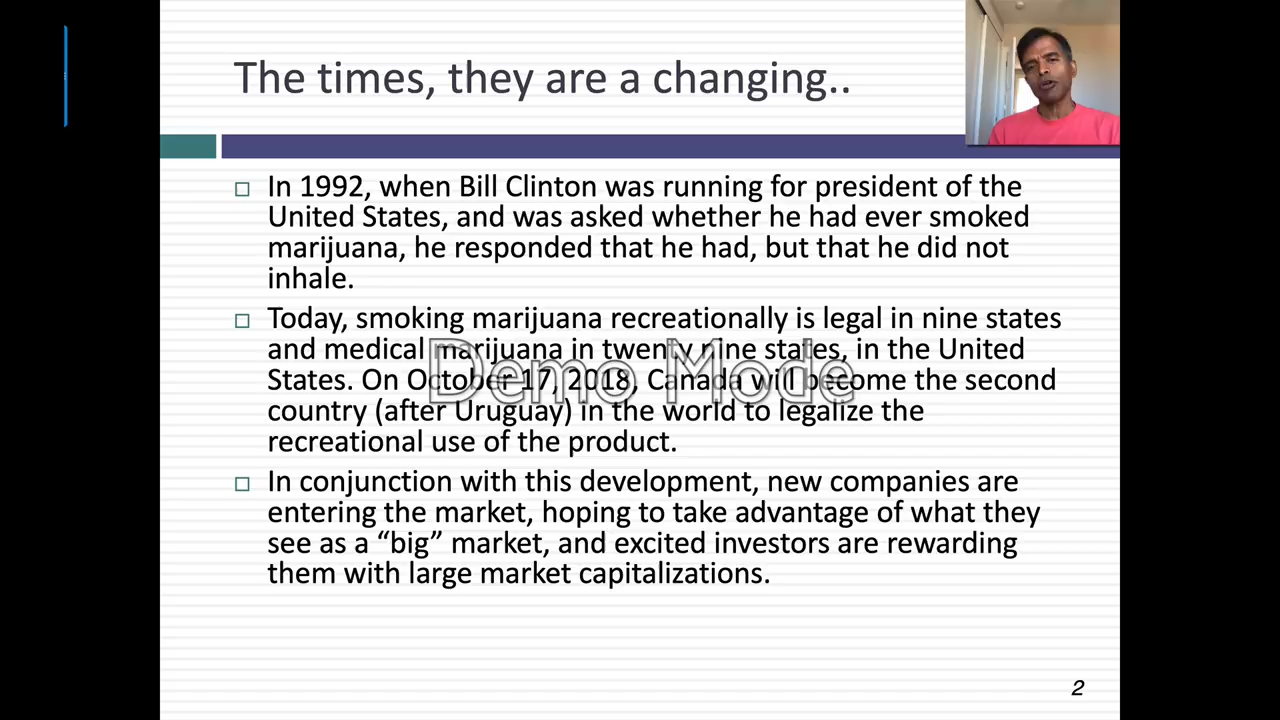 The times, they are a changing..
In 1992, when Bill Clinton was running for president of the
United States, and was asked whether he had ever smoked
marijuana, he responded that he had, but that he did not
inhale.
Today, smoking marijuana recreationally is legal in nine states
and medical marijuana in twenty nine states, in the United
States. On October 17, 2018, Canada will become the second
country (after Uruguay) in the world to legalize the
recreational use of the product.
In conjunction with this development, new companies are
entering the market, hoping to take advantage of what they
see as a “big” market, and excited investors are rewarding
them with large market capitalizations.
Demo Mode
2